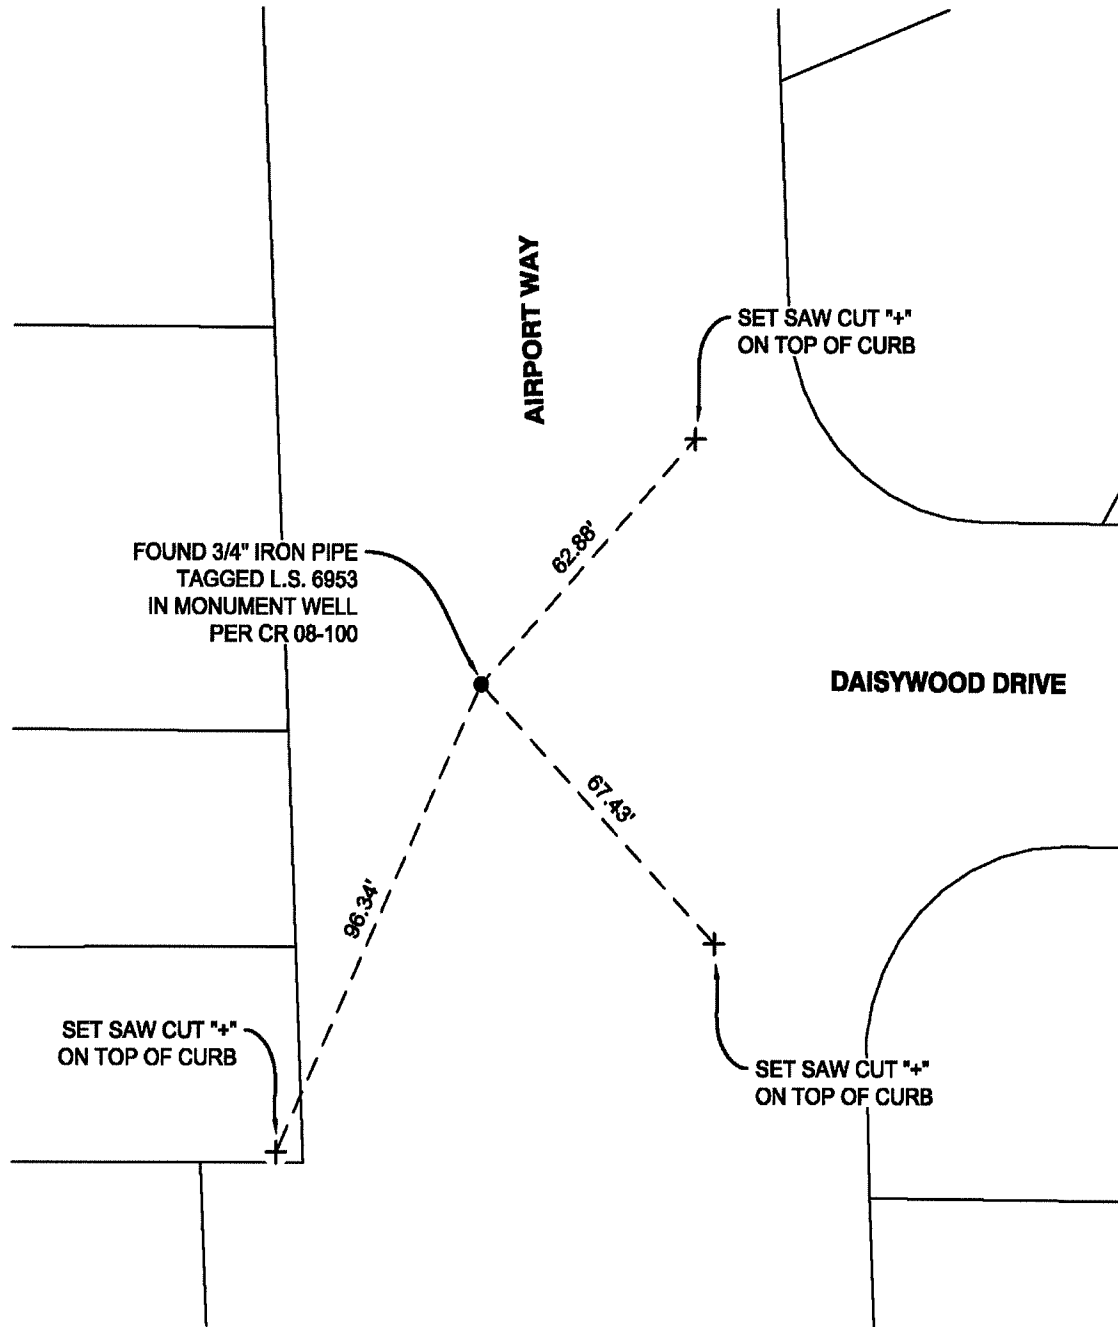 AIRPORT WAY
SET SAW CUT "+"
ON TOP OF CURB
62.88'
FOUND 3/4" IRON PIPE
TAGGED L.S. 6953
IN MONUMENT WELL
PER CR 08-100
DAISYWOOD DRIVE
67.43'
96.34'
SET SAW CUT "+"
ON TOP OF CURB
SET SAW CUT "+"
ON TOP OF CURB